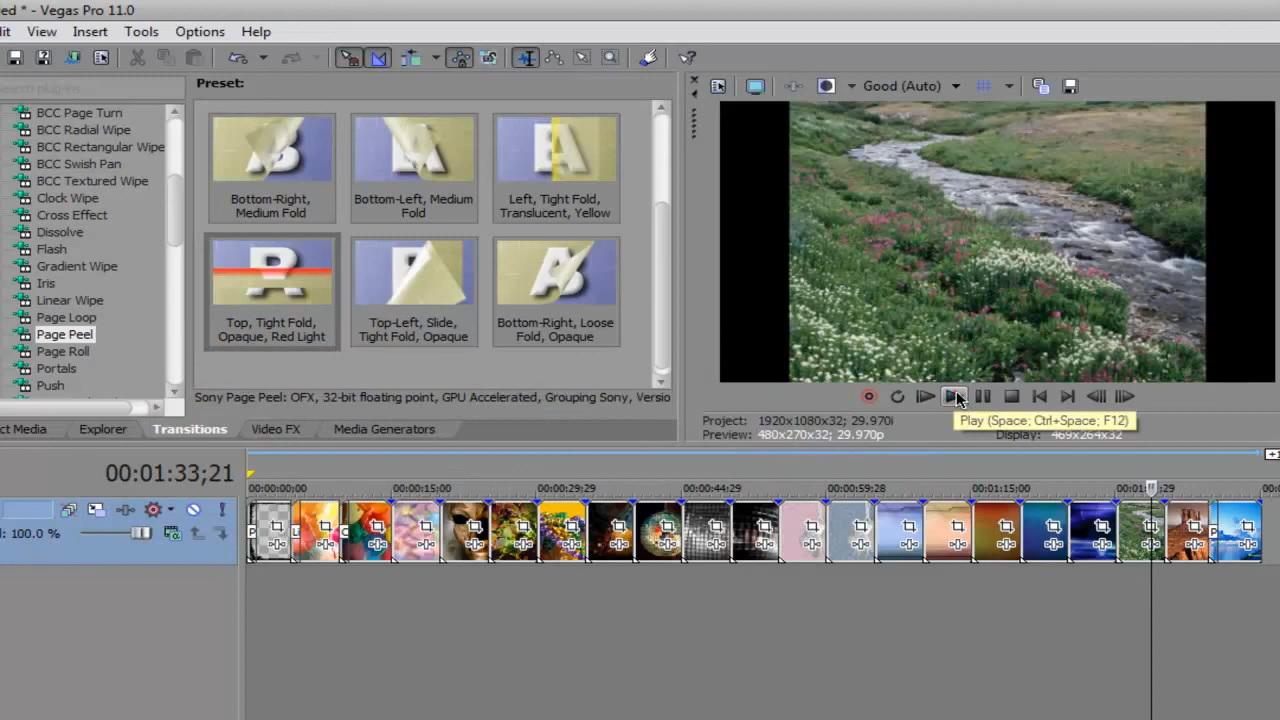 ed * - Vegas Pro 11.0
it View Insert Tools Options Help
Search plug-ins
Preset:
Good (Auto)
BCC Page Turn
BCC Radial Wipe
BCC Rectangular Wipe
BCC Swish Pan
BCC Textured Wipe
Clock Wipe
Cross Effect
Dissolve
Flash
Gradient Wipe
Iris
Linear Wipe
Page Loop
Page Peel
Page Roll
Portals
Push
Bottom-Right,
Medium Fold
Bottom-Left, Medium
Fold
Left, Tight Fold,
Translucent, Yellow
Top, Tight Fold,
Opaque, Red Light
Top-Left, Slide,
Tight Fold, Opaque
Bottom-Right, Loose
Fold, Opaque
Sony Page Peel: OFX, 32-bit floating point, GPU Accelerated, Grouping Sony, Versio
ct Media Explorer Transitions Video FX Media Generators
Play (Space; Ctrl+Space; F12)
Project: 1920x1080x32; 29.970i
Preview: 480x270x32; 29.970p
Display: 469x264x32
00:01:33;21
+1
00:00:00;00 00:00:15;00 00:00:29;29 00:00:44;29 00:00:59;28 00:01:15;00 00:01: ;29 00:0
l: 100.0 %